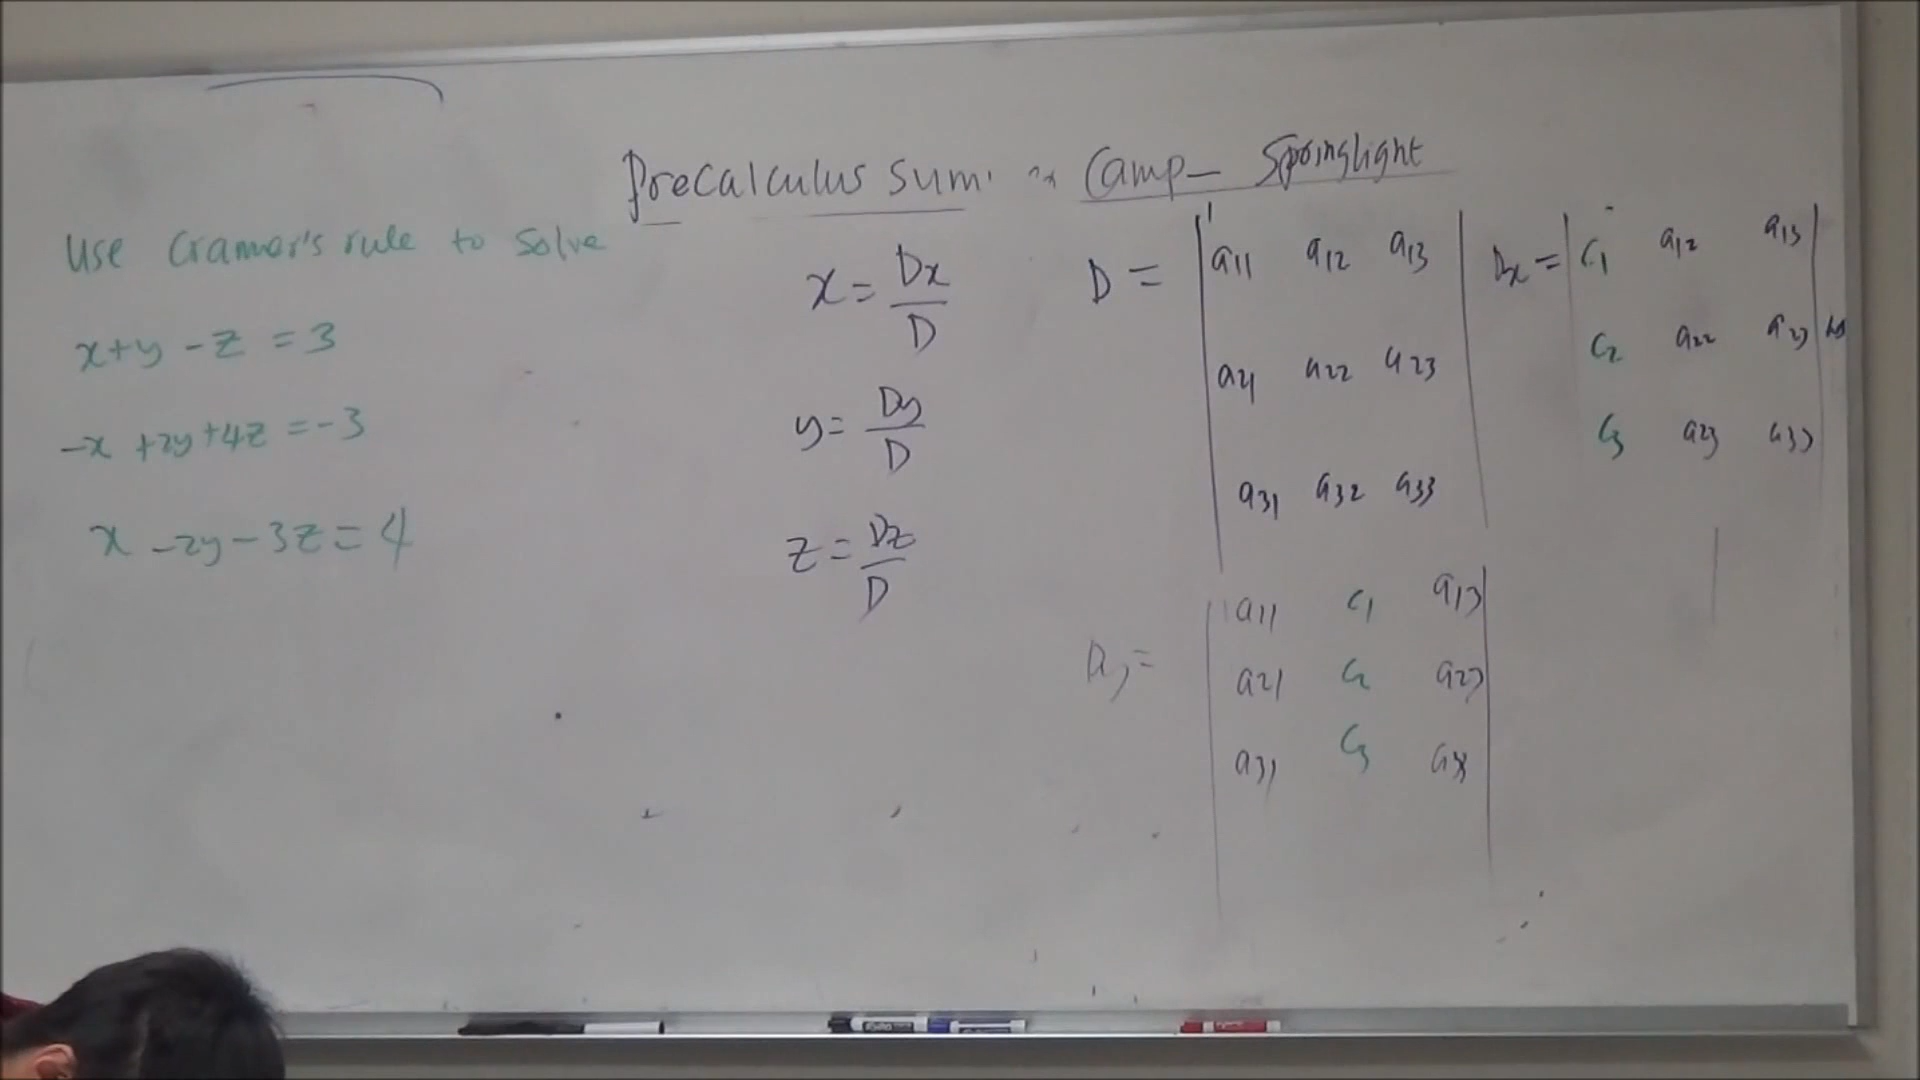 Precalculus Sum Camp- Springlight
Use Cramer's rule to solve
x+y-z=3
-x+2y+4z=-3
x-2y-3z=4
x=Dx/D
y=Dy/D
z=Dz/D
D = |a11 a12 a13|
a21 a22 a23
a31 a32 a33
Dx= |C1 a12 a13|
C2 a22 a23
C3 a23 a33
Dy= |a11 C1 a13|
a21 C2 a23
a31 C3 a33
expo